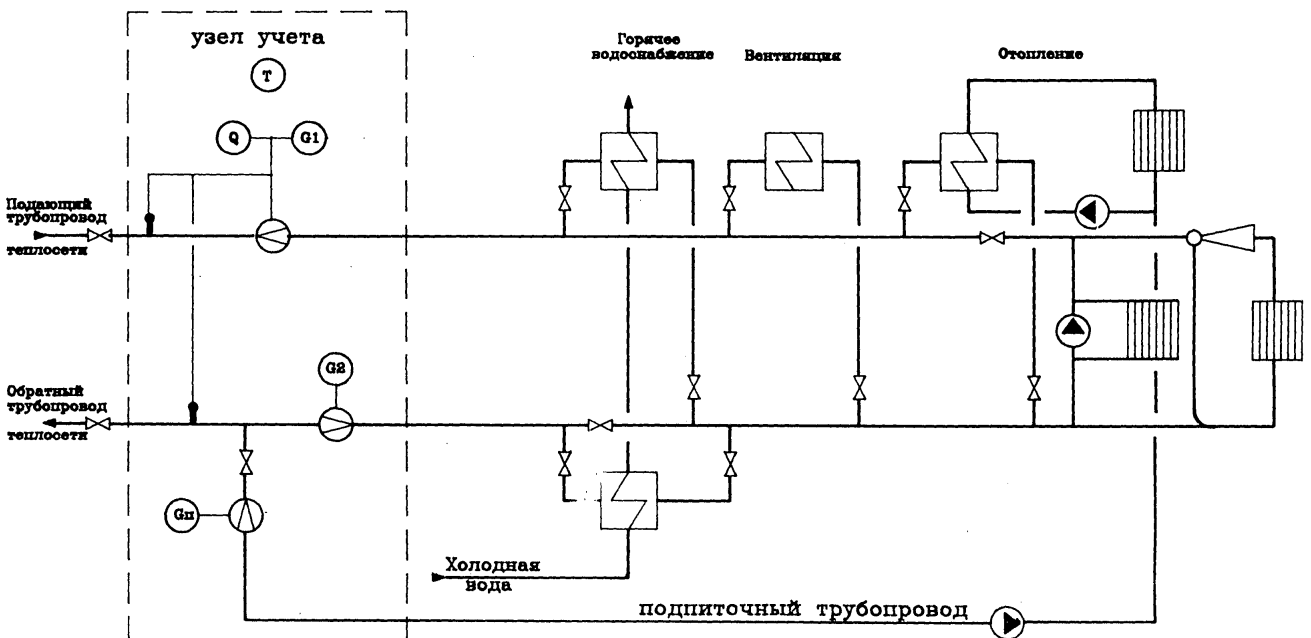 узел учета
T
Q
G1
Горячее
водоснабжение
Вентиляция
Отопление
Подающий
трубопровод
теплосети
G2
Обратный
трубопровод
теплосети
Gп
Холодная
вода
подпиточный трубопровод